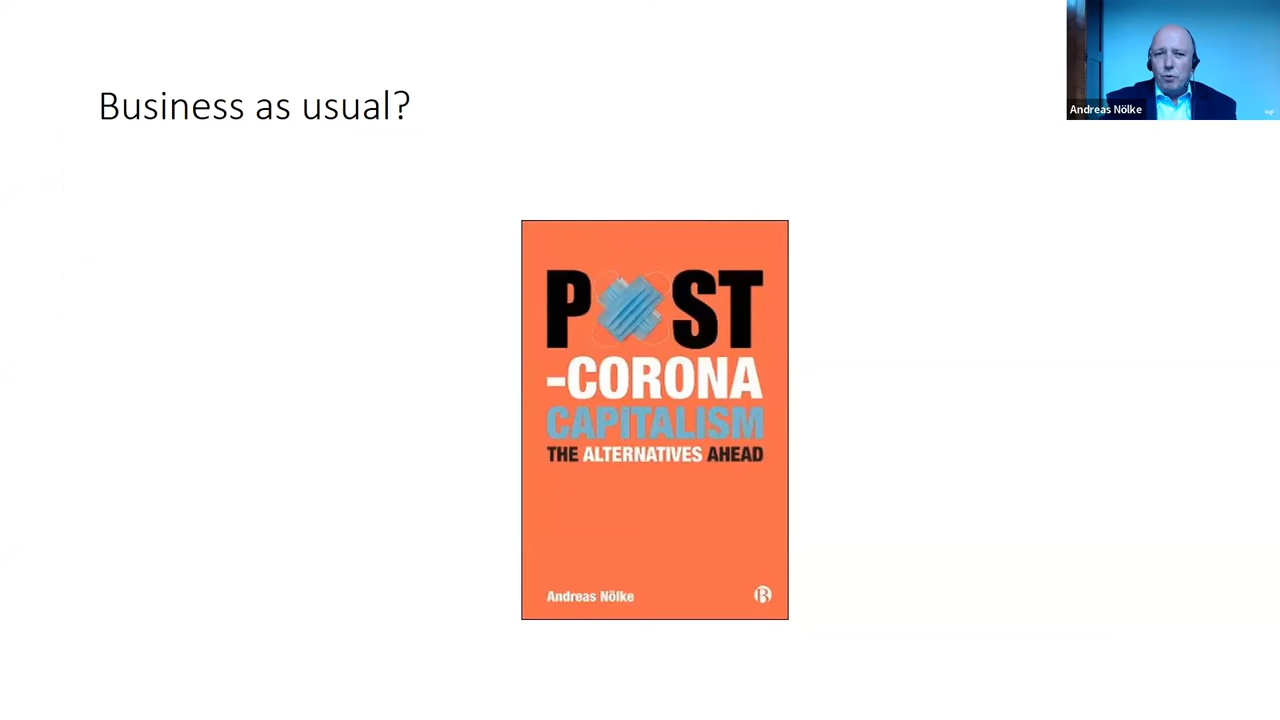 Business as usual?
Andreas Nölke
POST
-CORONA
CAPITALISM
THE ALTERNATIVES AHEAD
Andreas Nölke
B